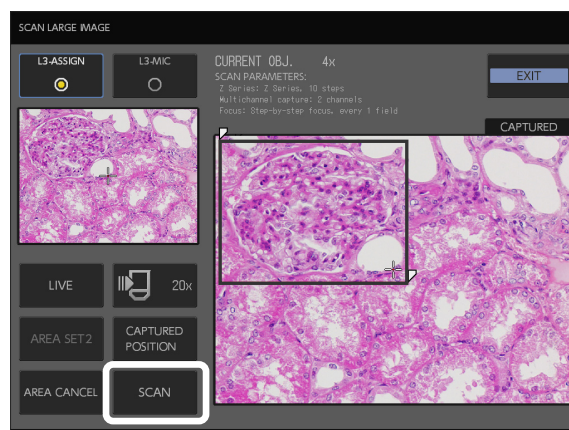 SCAN LARGE IMAGE
L3-ASSIGN
L3-MIC
CURRENT OBJ. 4x
SCAN PARAMETERS:
Z Series: Z Series, 10 steps
Multichannel capture: 2 channels
Focus: Step-by-step focus, every 1 field
EXIT
CAPTURED
LIVE
20x
AREA SET2
CAPTURED
POSITION
AREA CANCEL
SCAN